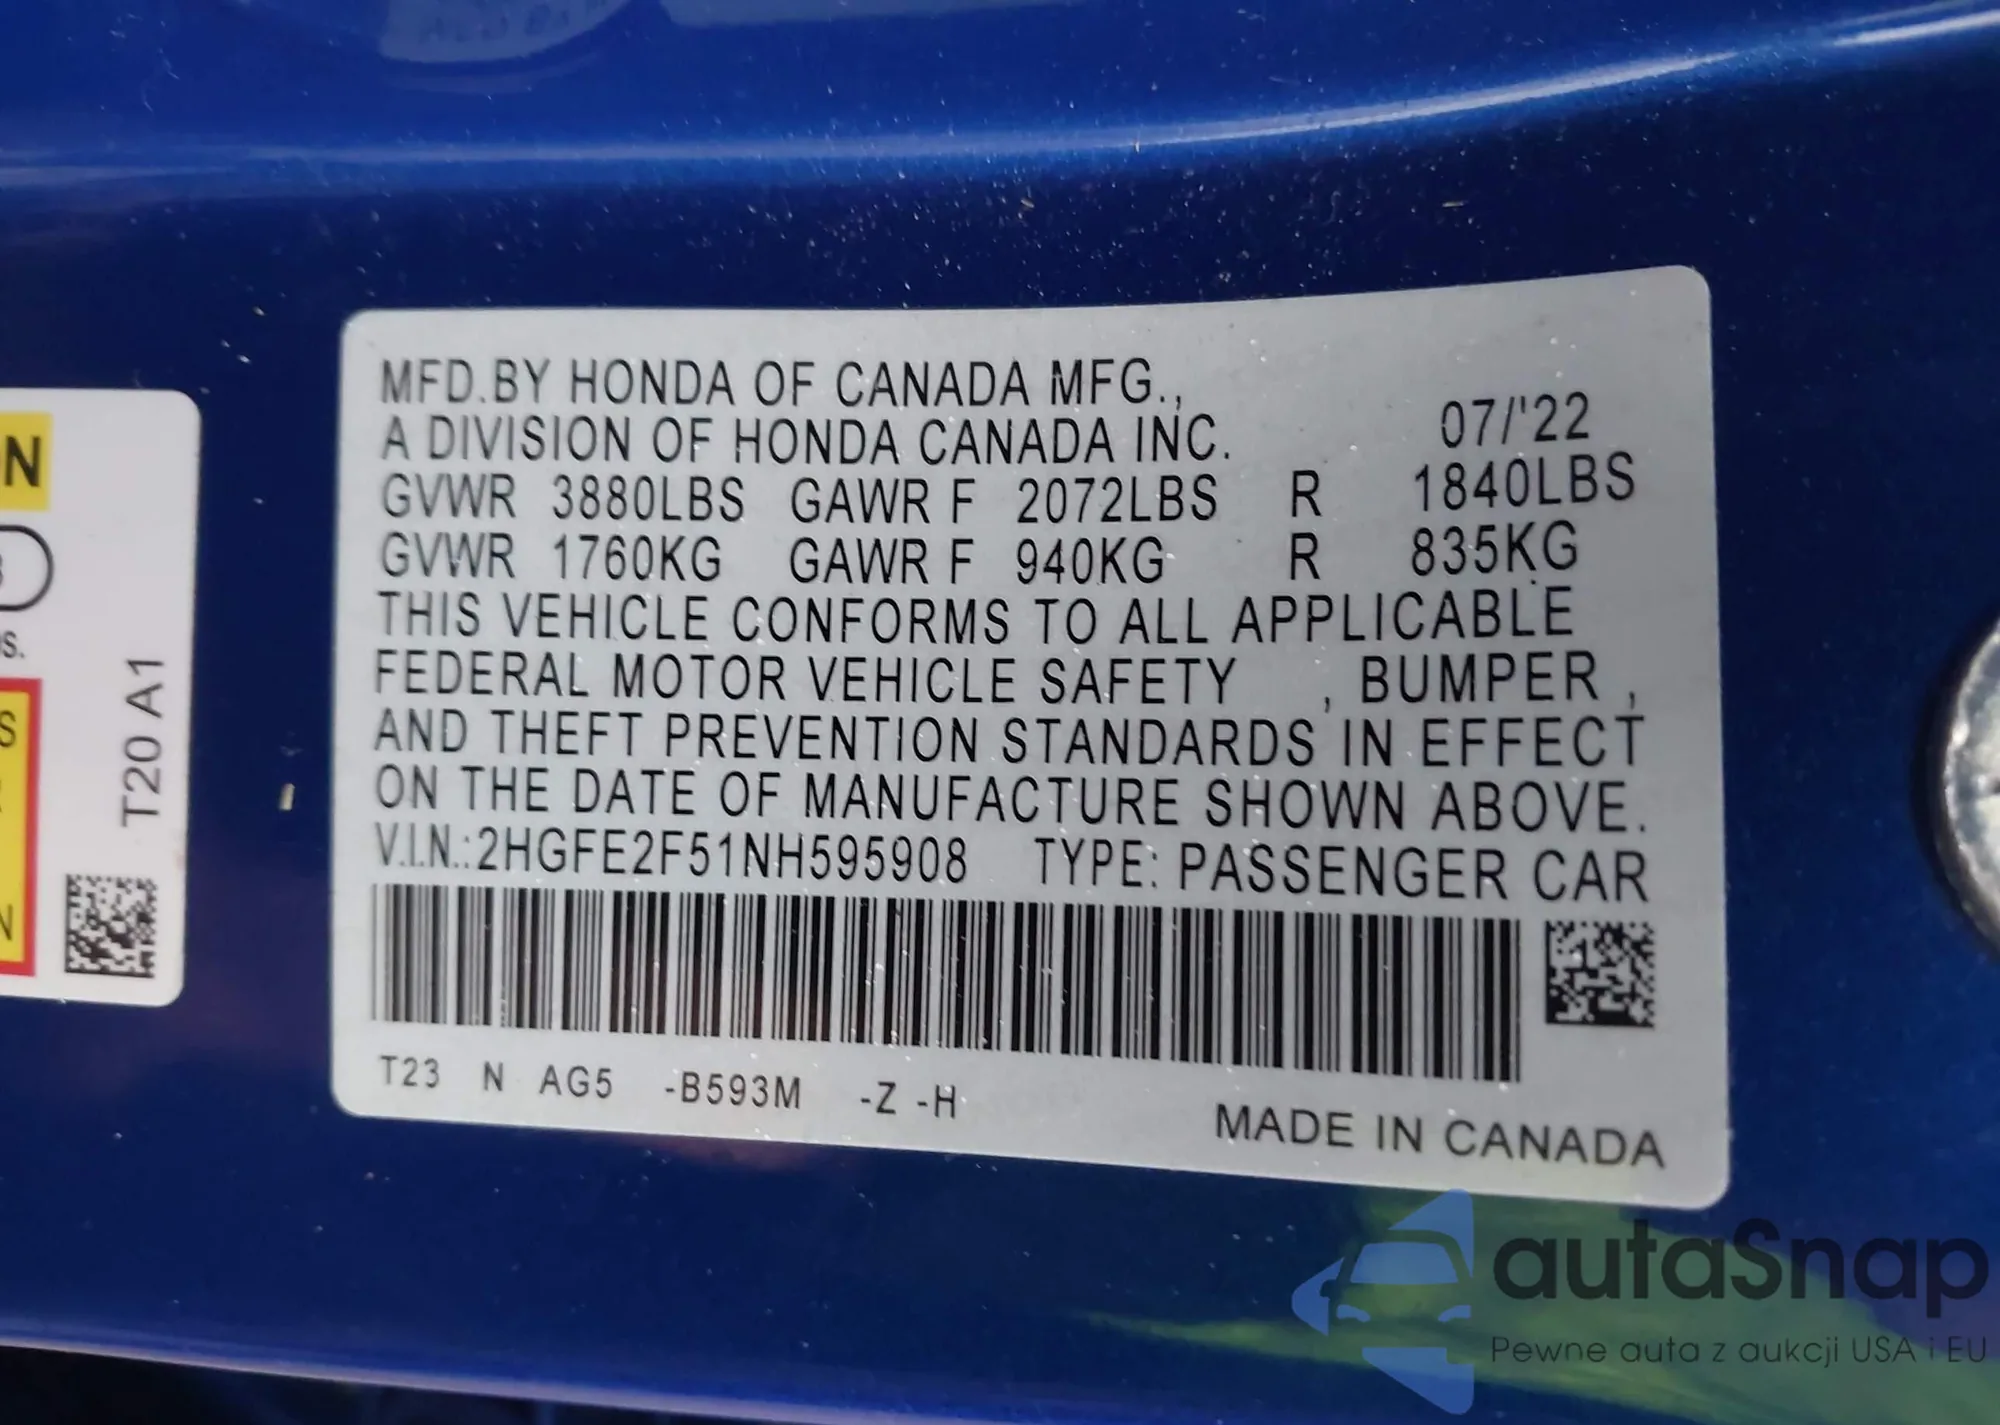 MFD.BY HONDA OF CANADA MFG.,
A DIVISION OF HONDA CANADA INC. 07/'22
GVWR 3880LBS GAWR F 2072LBS R 1840LBS
GVWR 1760KG GAWR F 940KG R 835KG
THIS VEHICLE CONFORMS TO ALL APPLICABLE
FEDERAL MOTOR VEHICLE SAFETY , BUMPER ,
AND THEFT PREVENTION STANDARDS IN EFFECT
ON THE DATE OF MANUFACTURE SHOWN ABOVE.
V.I.N.:2HGFE2F51NH595908 TYPE: PASSENGER CAR
T23 N AG5 -B593M -Z -H
MADE IN CANADA
T20 A1
autaSnap
Pewne auta z aukcji USA i EU